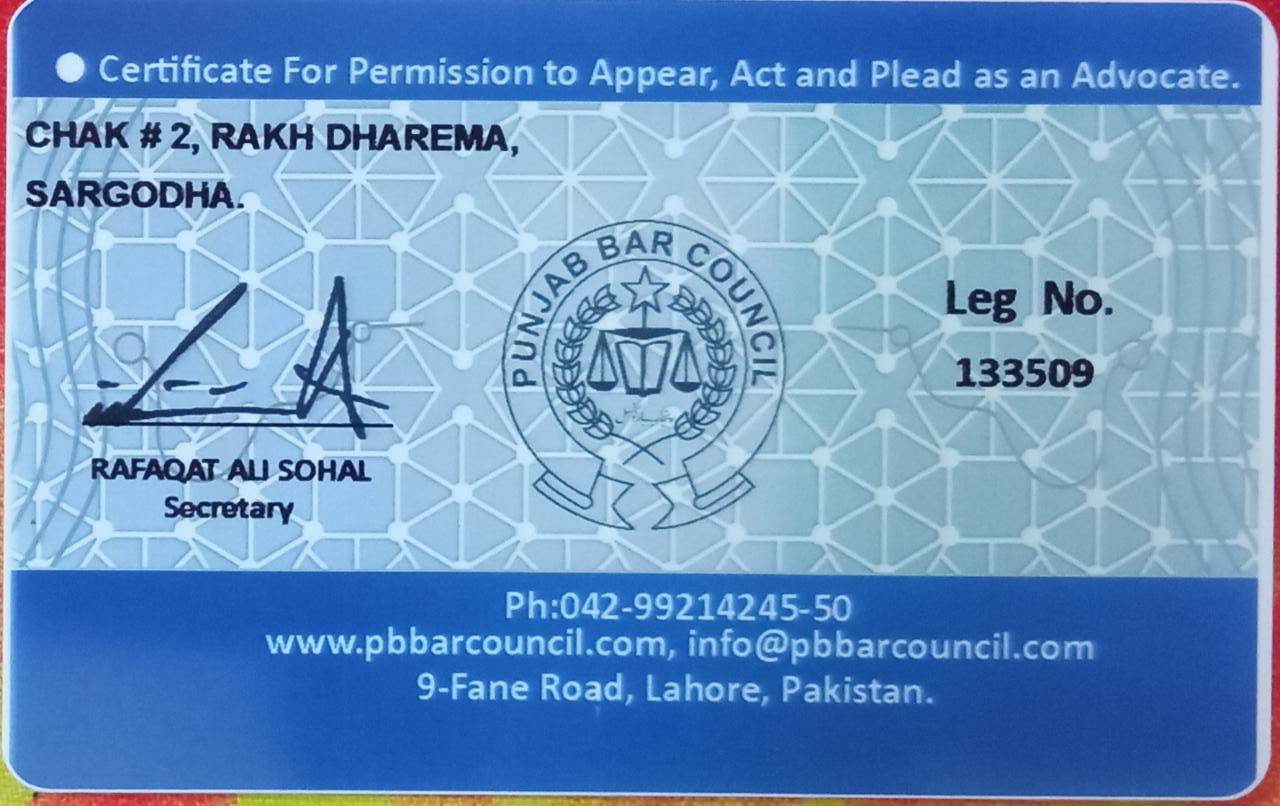 Certificate For Permission to Appear, Act and Plead as an Advocate.
CHAK # 2, RAKH DHAREMA,
SARGODHA.
PUNJAB BAR COUNCIL
Leg No.
133509
RAFAQAT ALI SOHAL
Secretary
Ph:042-99214245-50
www.pbbarcouncil.com, info@pbbarcouncil.com
9-Fane Road, Lahore, Pakistan.